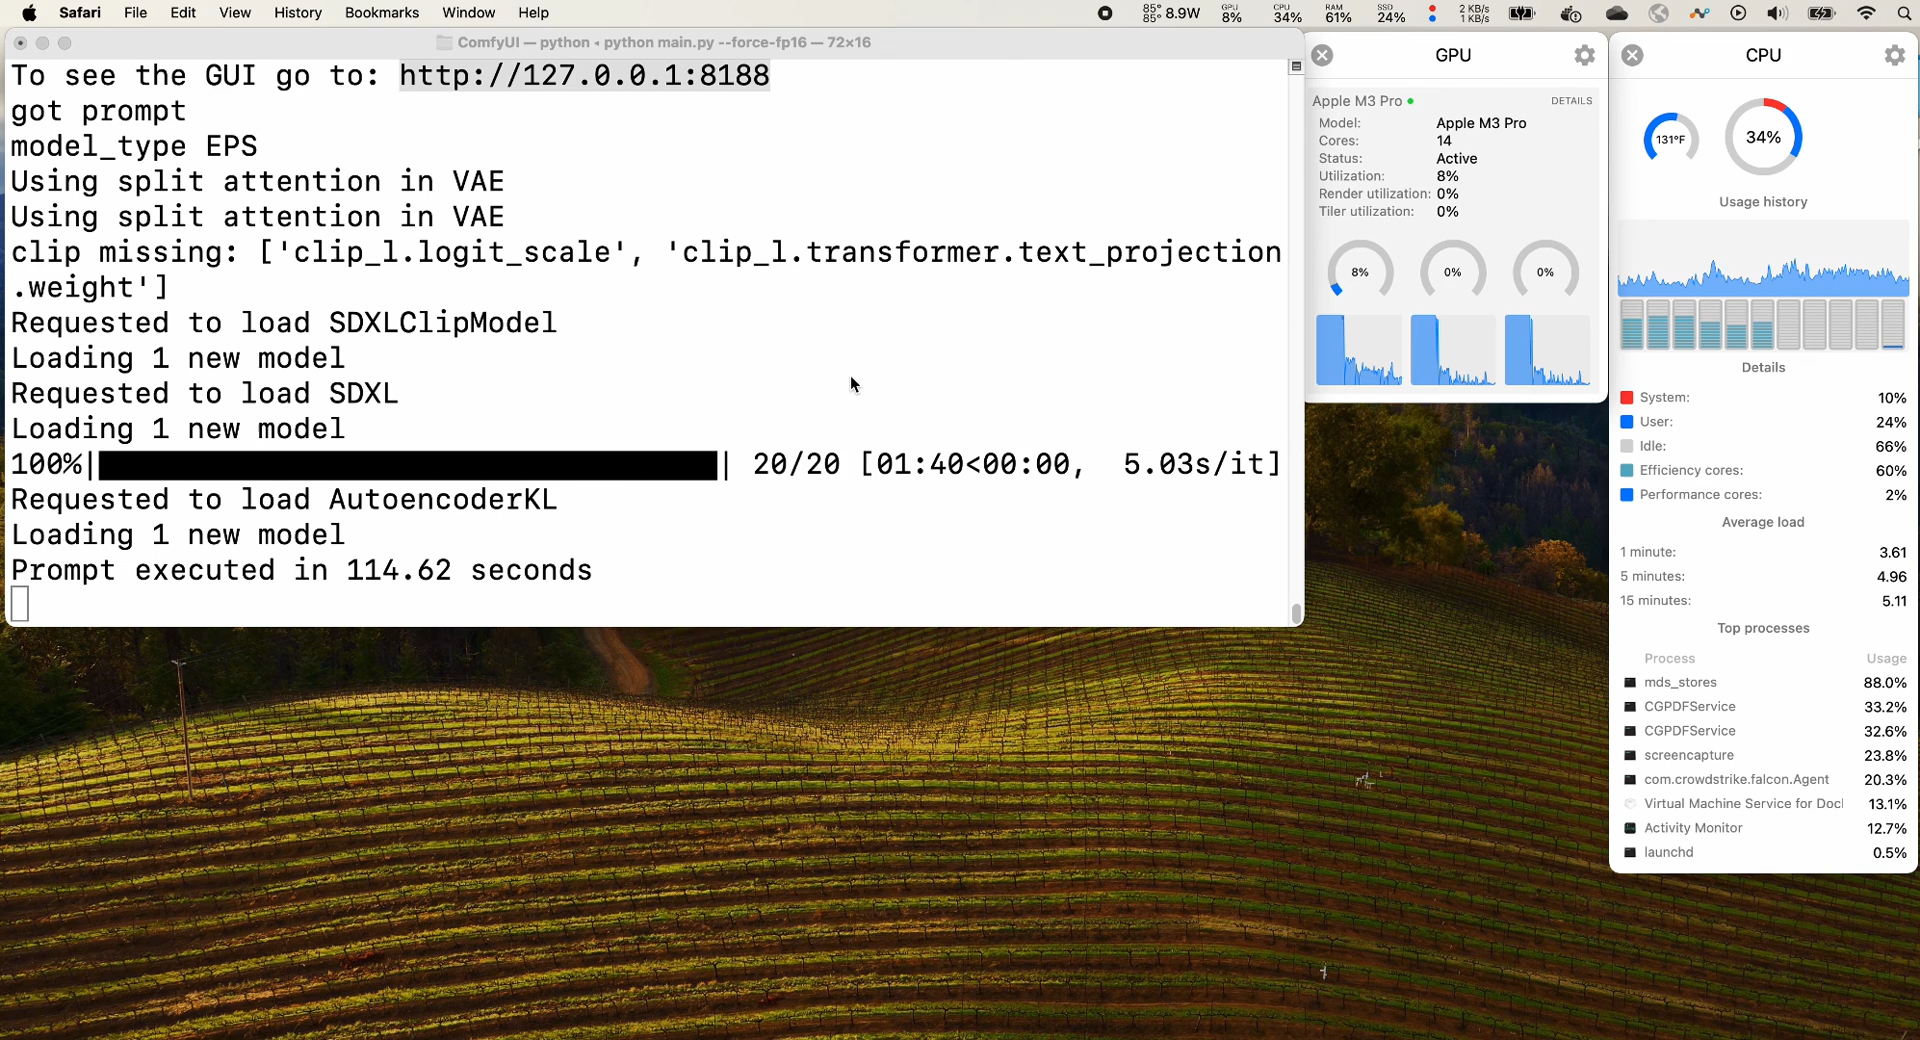 Safari File Edit View History Bookmarks Window Help
85° 85° 8.9W GPU 8% CPU 34% RAM 61% SSD 24% 2 KB/s 1 KB/s
ComfyUI — python ◂ python main.py --force-fp16 — 72×16
To see the GUI go to: http://127.0.0.1:8188
got prompt
model_type EPS
Using split attention in VAE
Using split attention in VAE
clip missing: ['clip_l.logit_scale', 'clip_l.transformer.text_projection
.weight']
Requested to load SDXLClipModel
Loading 1 new model
Requested to load SDXL
Loading 1 new model
100%| | 20/20 [01:40<00:00, 5.03s/it]
Requested to load AutoencoderKL
Loading 1 new model
Prompt executed in 114.62 seconds
GPU
Apple M3 Pro DETAILS
Model: Apple M3 Pro
Cores: 14
Status: Active
Utilization: 8%
Render utilization: 0%
Tiler utilization: 0%
8% 0% 0%
CPU
131°F 34%
Usage history
Details
System: 10%
User: 24%
Idle: 66%
Efficiency cores: 60%
Performance cores: 2%
Average load
1 minute: 3.61
5 minutes: 4.96
15 minutes: 5.11
Top processes
Process Usage
mds_stores 88.0%
CGPDFService 33.2%
CGPDFService 32.6%
screencapture 23.8%
com.crowdstrike.falcon.Agent 20.3%
Virtual Machine Service for Docl 13.1%
Activity Monitor 12.7%
launchd 0.5%